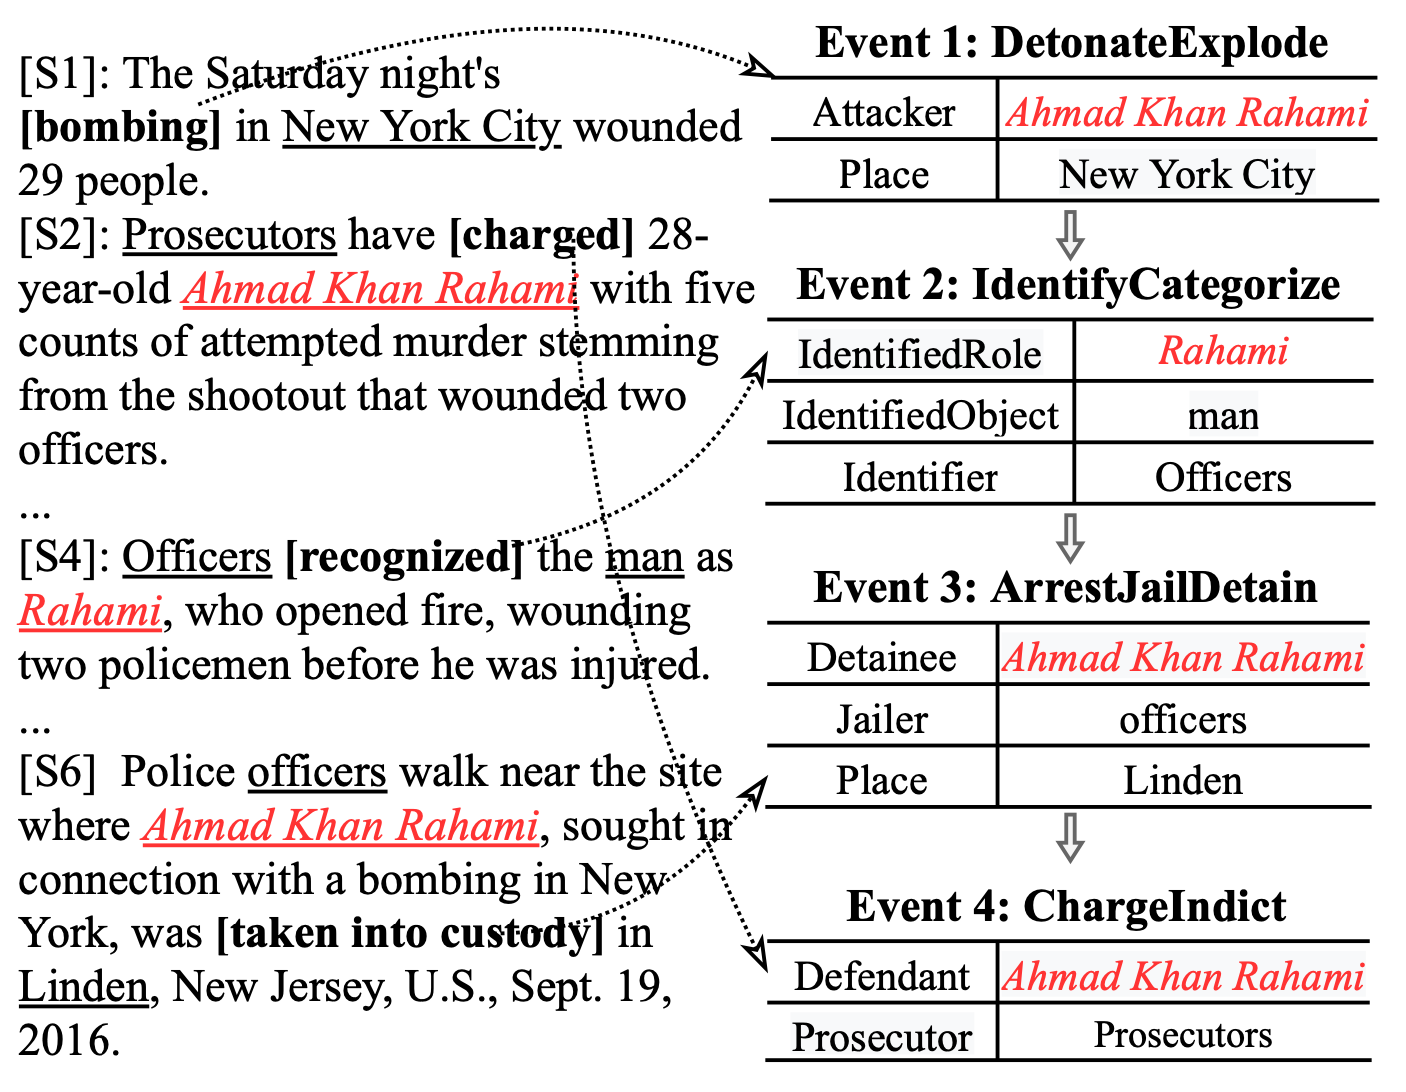 [S1]: The Saturday night's
[bombing] in New York City wounded
29 people.
[S2]: Prosecutors have [charged] 28-
year-old Ahmad Khan Rahami with five
counts of attempted murder stemming
from the shootout that wounded two
officers.
...
[S4]: Officers [recognized] the man as
Rahami, who opened fire, wounding
two policemen before he was injured.
...
[S6] Police officers walk near the site
where Ahmad Khan Rahami, sought in
connection with a bombing in New
York, was [taken into custody] in
Linden, New Jersey, U.S., Sept. 19,
2016.
Event 1: DetonateExplode
Attacker Ahmad Khan Rahami
Place New York City
Event 2: IdentifyCategorize
IdentifiedRole Rahami
IdentifiedObject man
Identifier Officers
Event 3: ArrestJailDetain
Detainee Ahmad Khan Rahami
Jailer officers
Place Linden
Event 4: ChargeIndict
Defendant Ahmad Khan Rahami
Prosecutor Prosecutors